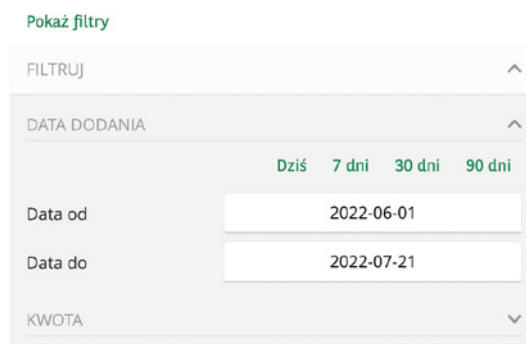 Pokaż filtry
FILTRUJ
DATA DODANIA
Dziś 7 dni 30 dni 90 dni
Data od 2022-06-01
Data do 2022-07-21
KWOTA